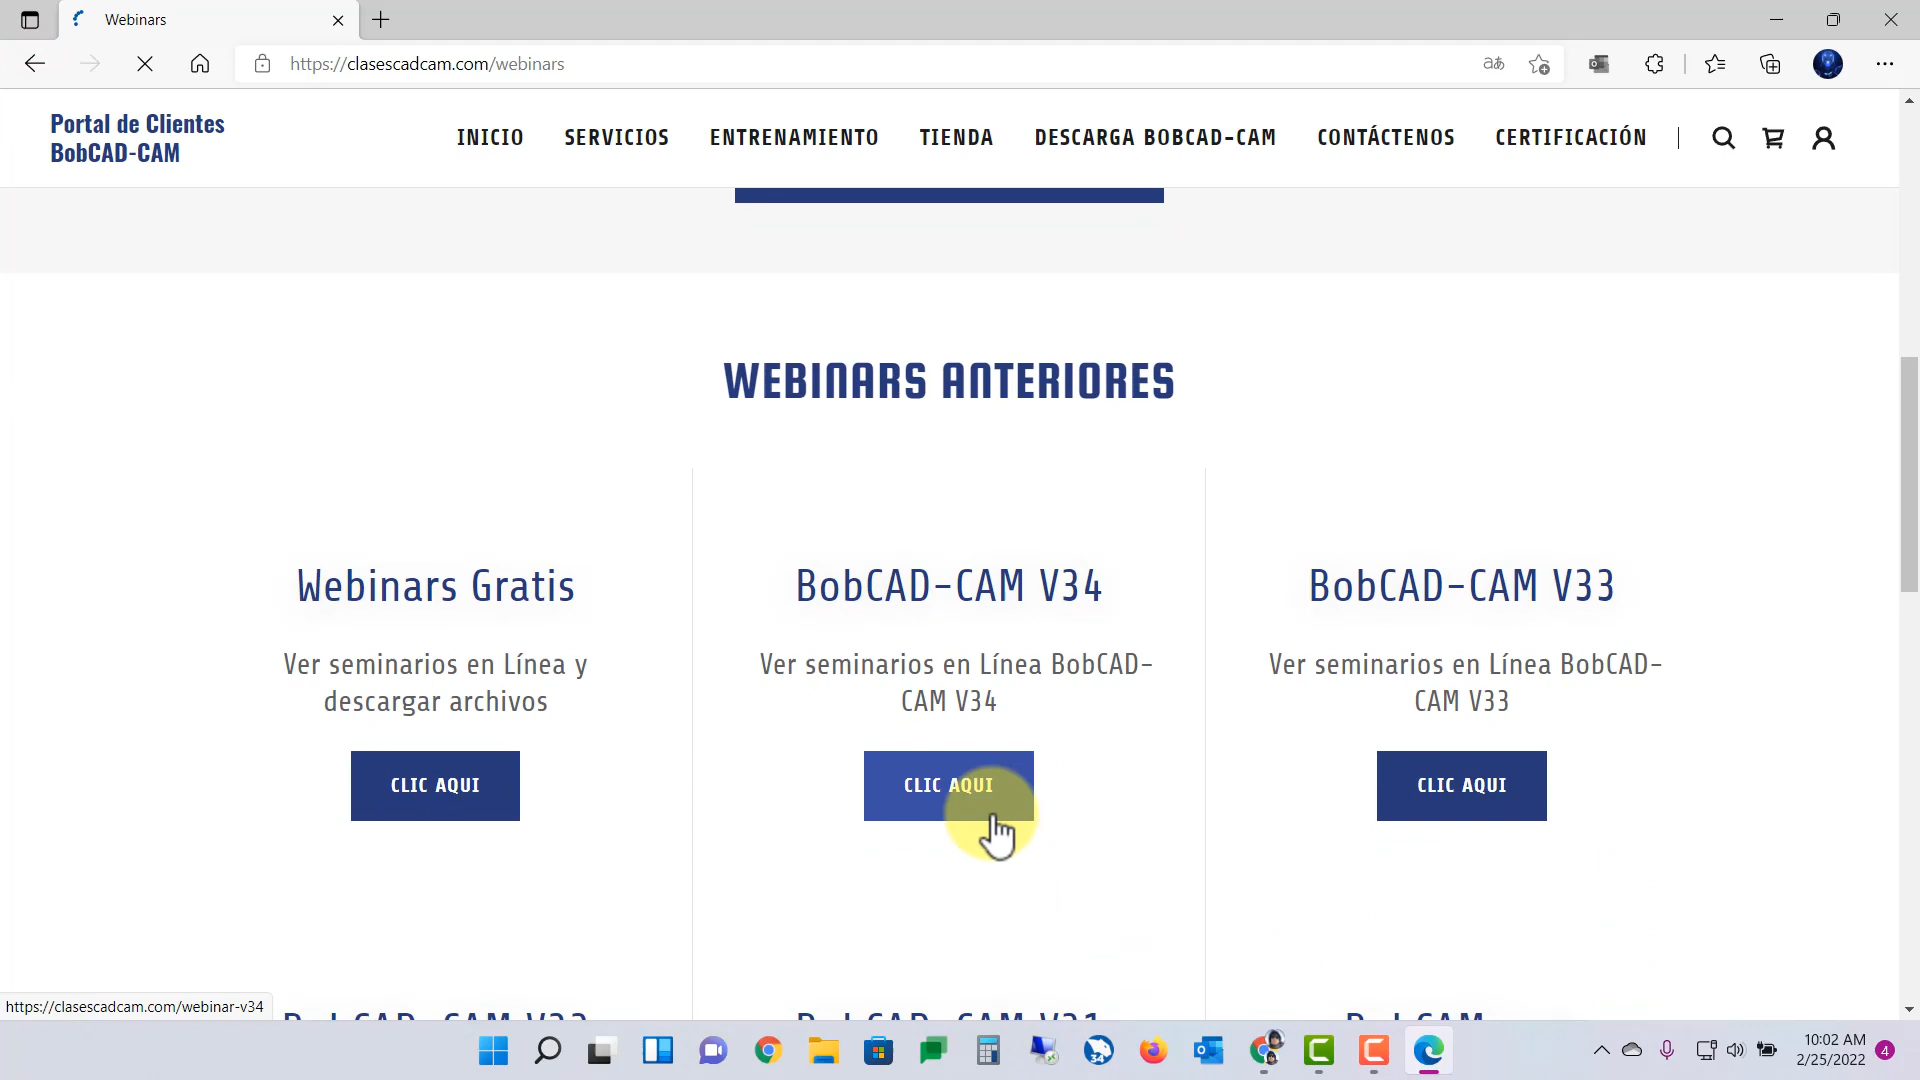 Webinars
https://clasescadcam.com/webinars
Portal de Clientes
BobCAD-CAM
INICIO
SERVICIOS
ENTRENAMIENTO
TIENDA
DESCARGA BOBCAD-CAM
CONTÁCTENOS
CERTIFICACIÓN
WEBINARS ANTERIORES
Webinars Gratis
Ver seminarios en Línea y
descargar archivos
CLIC AQUI
BobCAD-CAM V34
Ver seminarios en Línea BobCAD-
CAM V34
CLIC AQUI
BobCAD-CAM V33
Ver seminarios en Línea BobCAD-
CAM V33
CLIC AQUI
https://clasescadcam.com/webinar-v34
34
10:02 AM
2/25/2022
4